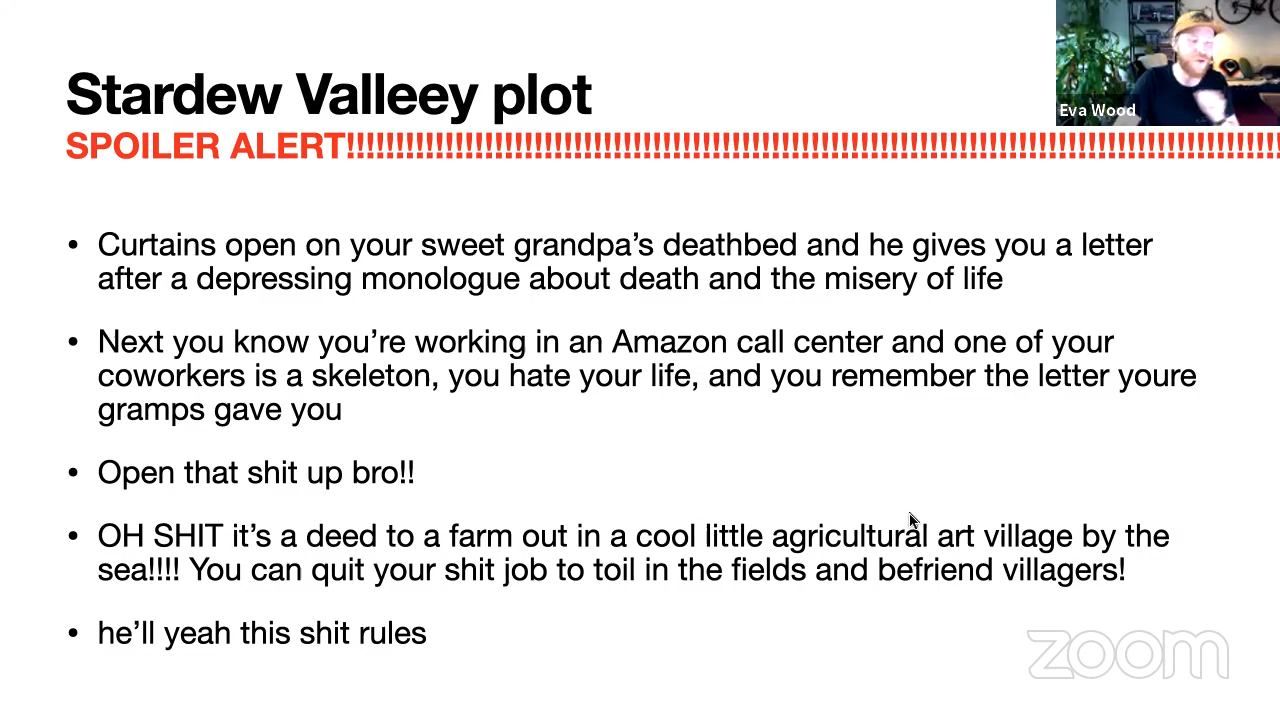 Stardew Valleey plot
Eva Wood
SPOILER ALERT!!!!!!!!!!!!!!!!!!!!!!!!!!!!!!!!!!!!!!!!!!!!!!!!!!!!!!!!!!!!!!!!!!!!!!!!!!!!!!!!!!!!!!!!!!!!!!!
• Curtains open on your sweet grandpa’s deathbed and he gives you a letter
after a depressing monologue about death and the misery of life
• Next you know you’re working in an Amazon call center and one of your
coworkers is a skeleton, you hate your life, and you remember the letter youre
gramps gave you
• Open that shit up bro!!
• OH SHIT it’s a deed to a farm out in a cool little agricultural art village by the
sea!!!! You can quit your shit job to toil in the fields and befriend villagers!
• he’ll yeah this shit rules
zoom